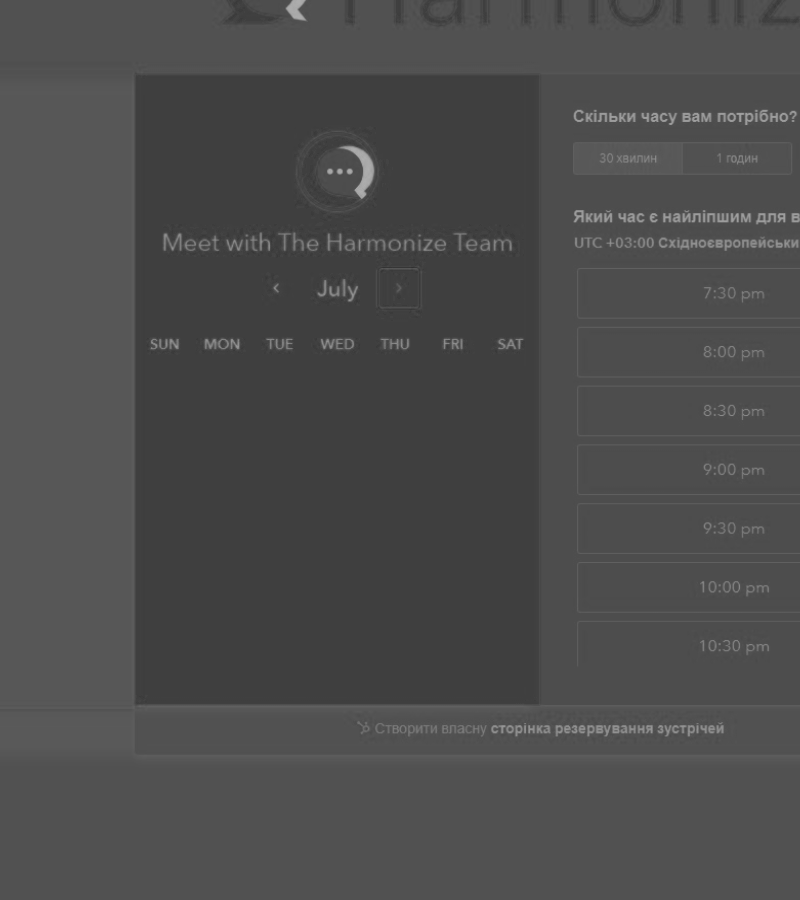 Harmoniz
Meet with The Harmonize Team
July
SUN MON TUE WED THU FRI SAT
Скільки часу вам потрібно?
30 хвилин 1 годин
Який час є найліпшим для в
UTC +03:00 Східноєвропейськи
7:30 pm
8:00 pm
8:30 pm
9:00 pm
9:30 pm
10:00 pm
10:30 pm
Створити власну сторінка резервування зустрічей